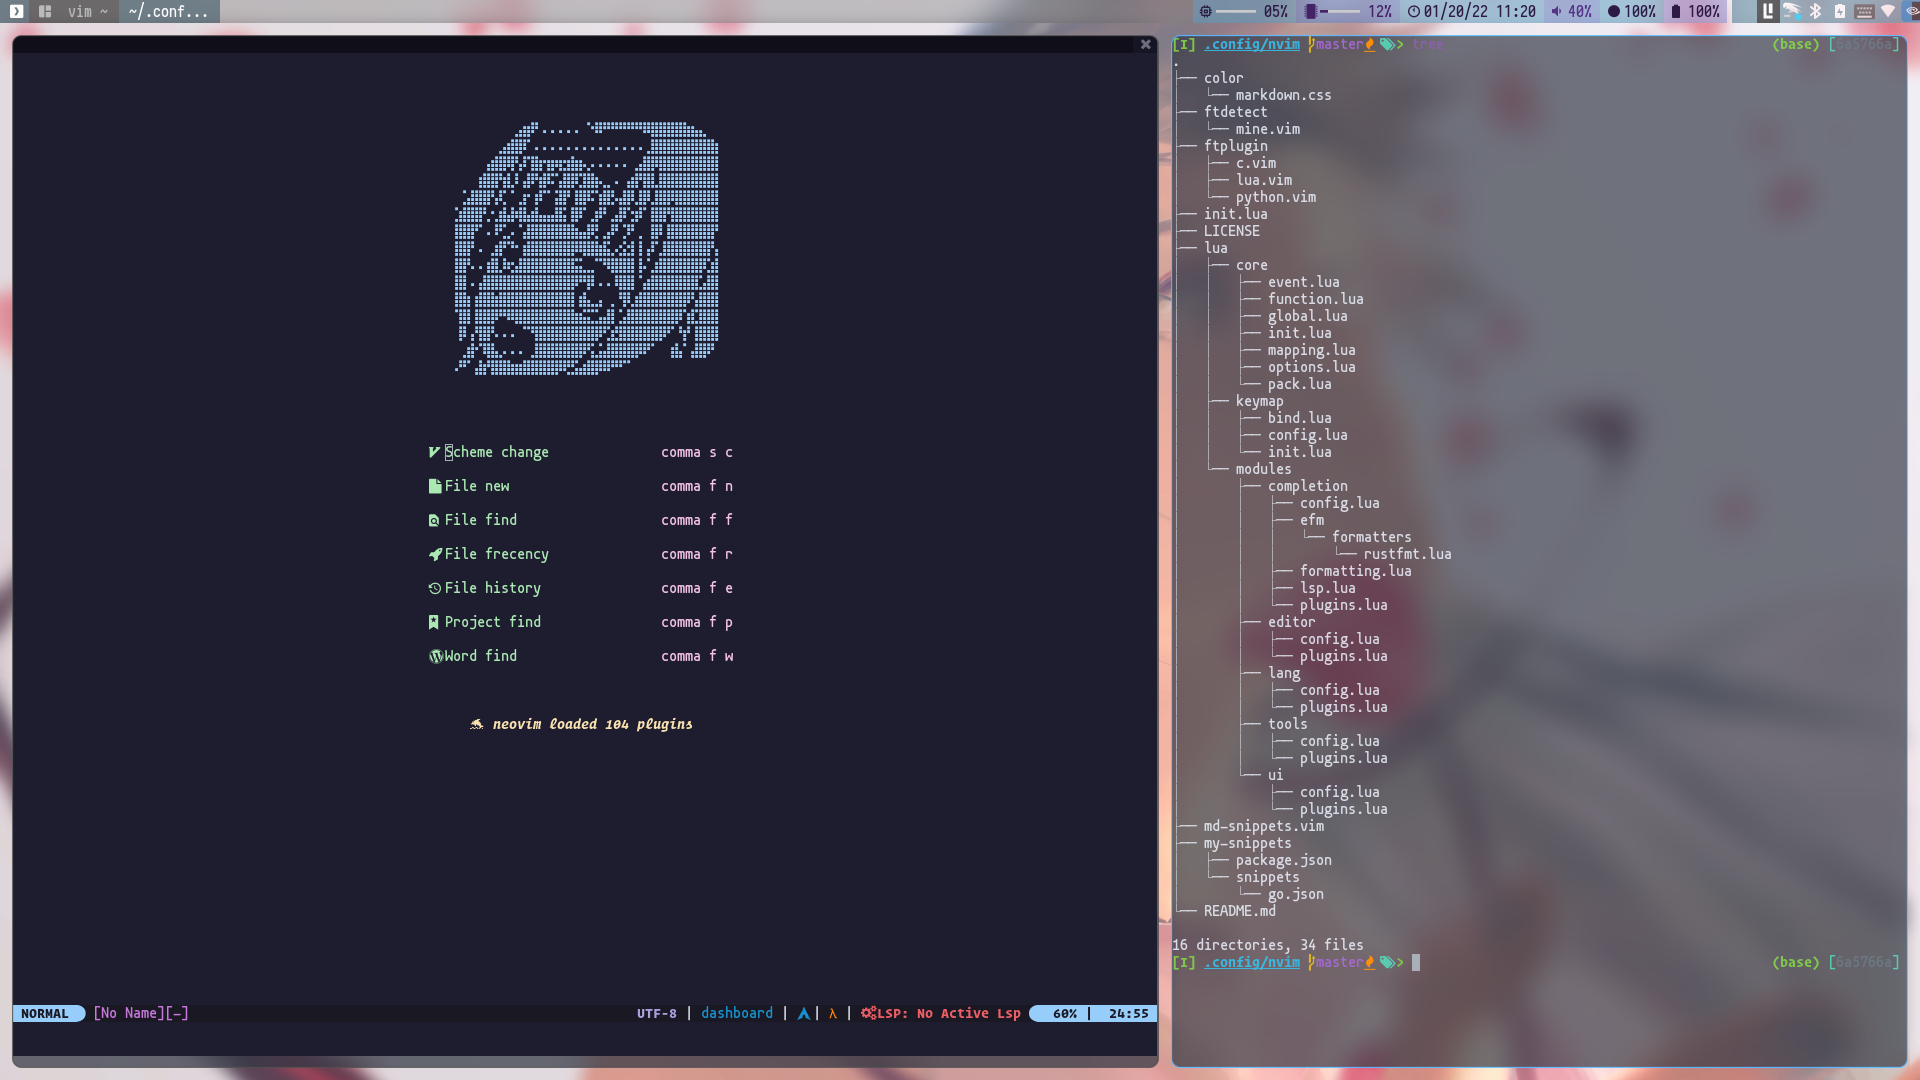 vim ~
~/.conf...
05%
12%
01/20/22 11:20
40%
100%
100%
Scheme change comma s c
File new comma f n
File find comma f f
File frecency comma f r
File history comma f e
Project find comma f p
Word find comma f w
neovim loaded 104 plugins
NORMAL [No Name][-] UTF-8 | dashboard | | λ | LSP: No Active Lsp 60% | 24:55
[I] .config/nvim master > tree (base) [6a5766a]
.
├── color
│   └── markdown.css
├── ftdetect
│   └── mine.vim
├── ftplugin
│   ├── c.vim
│   ├── lua.vim
│   └── python.vim
├── init.lua
├── LICENSE
├── lua
│   ├── core
│   │   ├── event.lua
│   │   ├── function.lua
│   │   ├── global.lua
│   │   ├── init.lua
│   │   ├── mapping.lua
│   │   ├── options.lua
│   │   └── pack.lua
│   ├── keymap
│   │   ├── bind.lua
│   │   ├── config.lua
│   │   └── init.lua
│   └── modules
│       ├── completion
│       │   ├── config.lua
│       │   ├── efm
│       │   │   └── formatters
│       │   │       └── rustfmt.lua
│       │   ├── formatting.lua
│       │   ├── lsp.lua
│       │   └── plugins.lua
│       ├── editor
│       │   ├── config.lua
│       │   └── plugins.lua
│       ├── lang
│       │   ├── config.lua
│       │   └── plugins.lua
│       ├── tools
│       │   ├── config.lua
│       │   └── plugins.lua
│       └── ui
│           ├── config.lua
│           └── plugins.lua
├── md-snippets.vim
├── my-snippets
│   ├── package.json
│   └── snippets
│       └── go.json
└── README.md
16 directories, 34 files
[I] .config/nvim master > (base) [6a5766a]